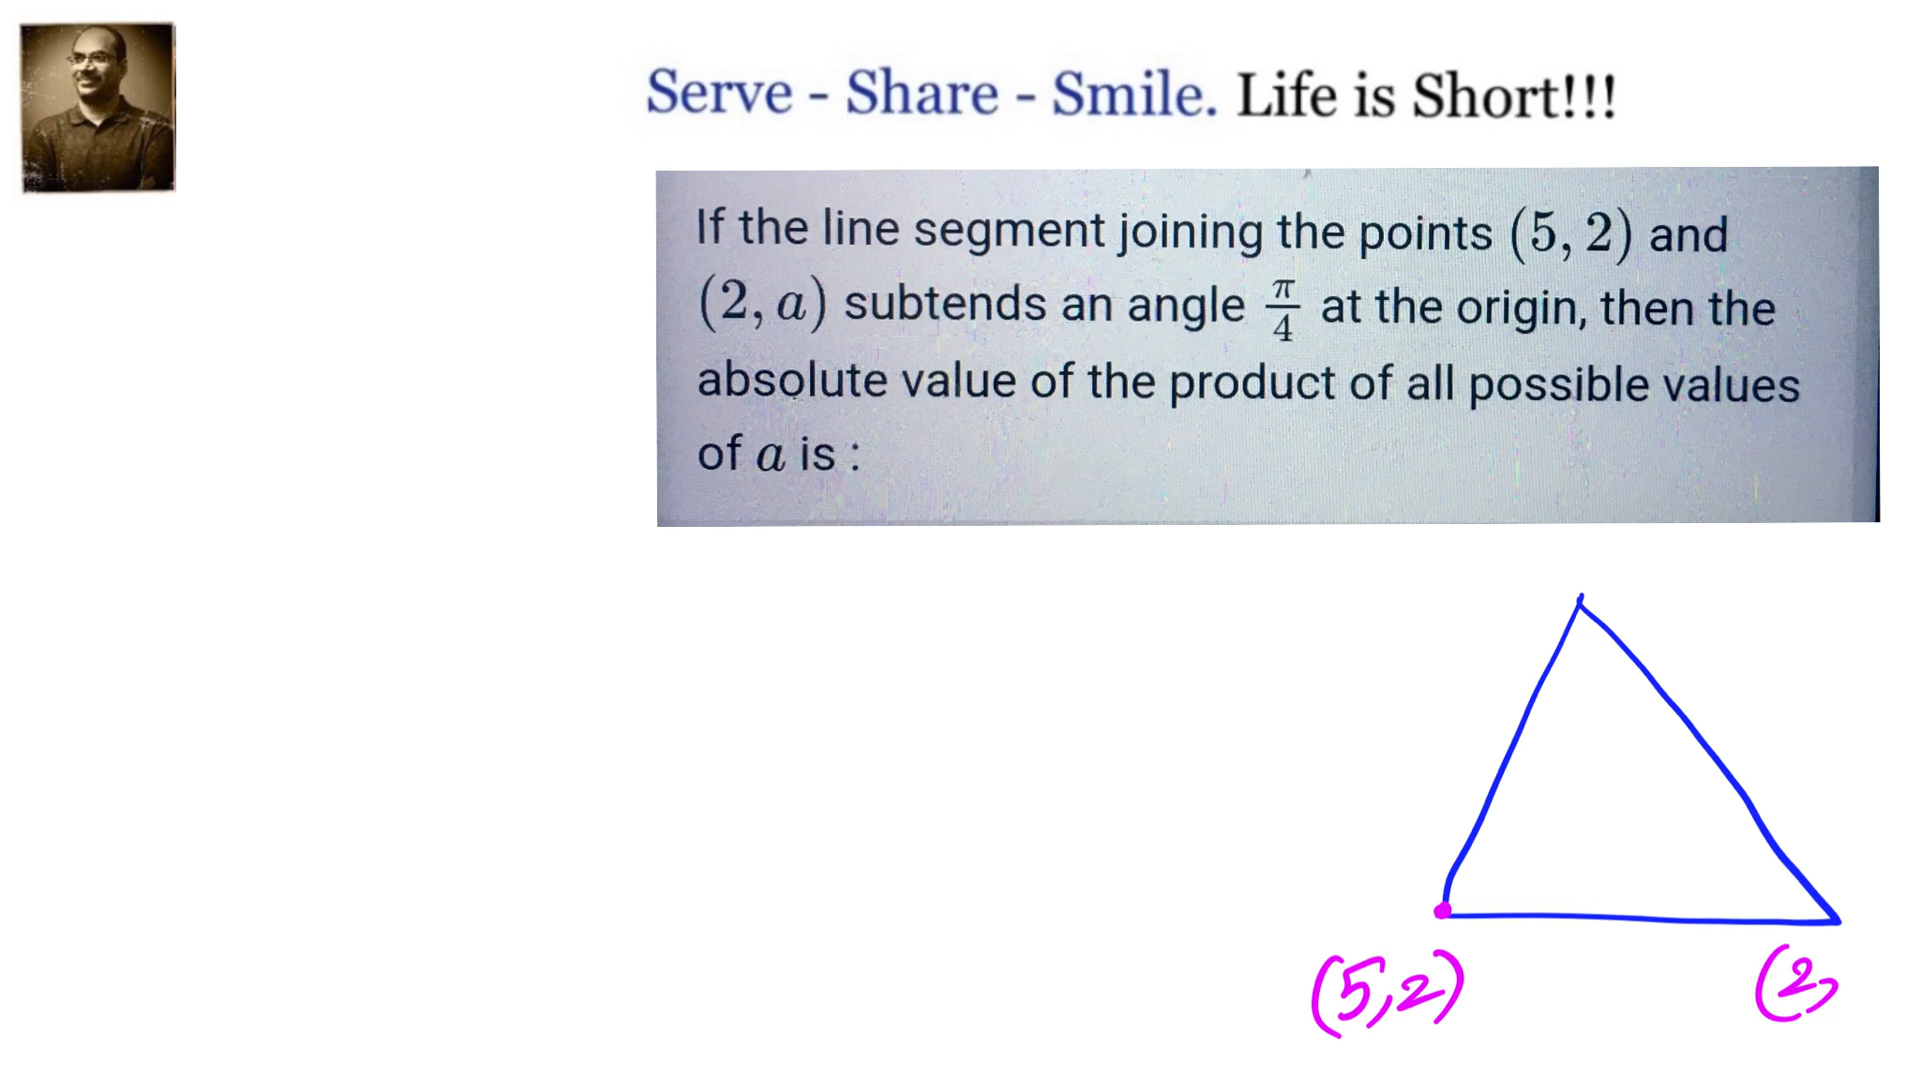 Serve - Share - Smile. Life is Short!!!
If the line segment joining the points (5, 2) and
(2, a) subtends an angle π/4 at the origin, then the
absolute value of the product of all possible values
of a is :
(5,2)
(2,